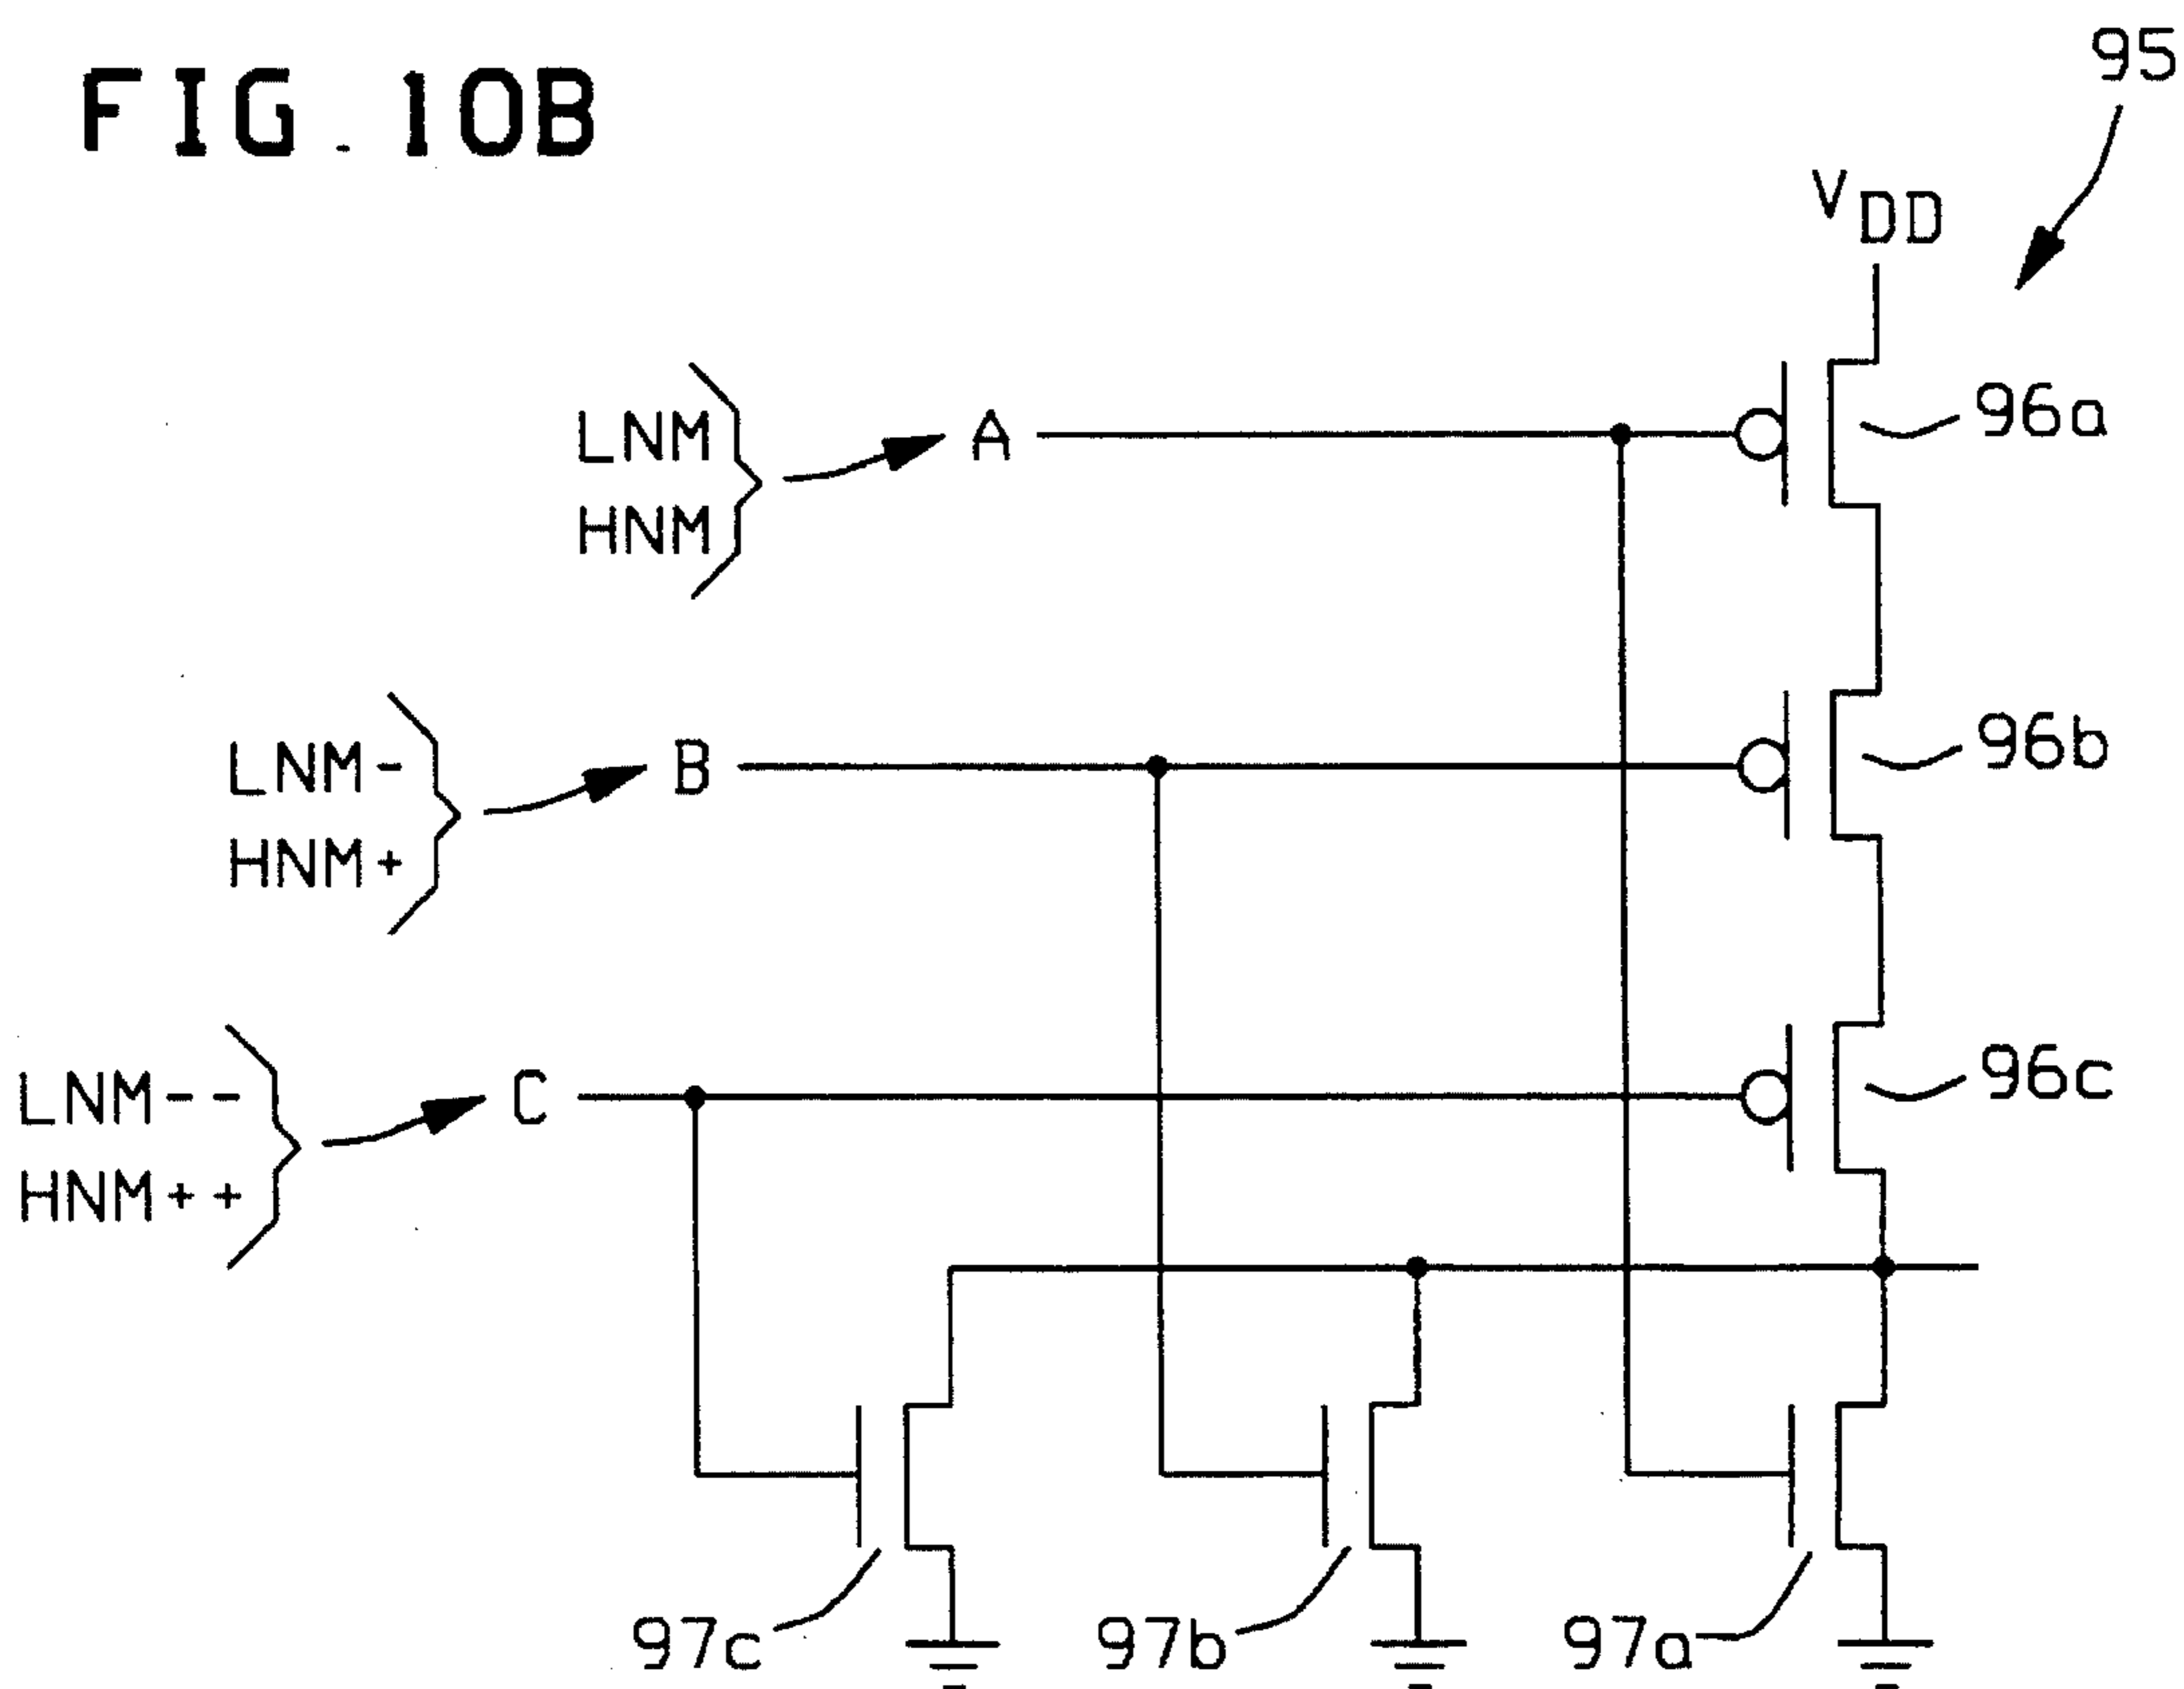 FIG. 10B
95
VDD
LNM
HNM
A
96a
LNM-
HNM+
B
96b
LNM--
HNM++
C
96c
97c
97b
97a